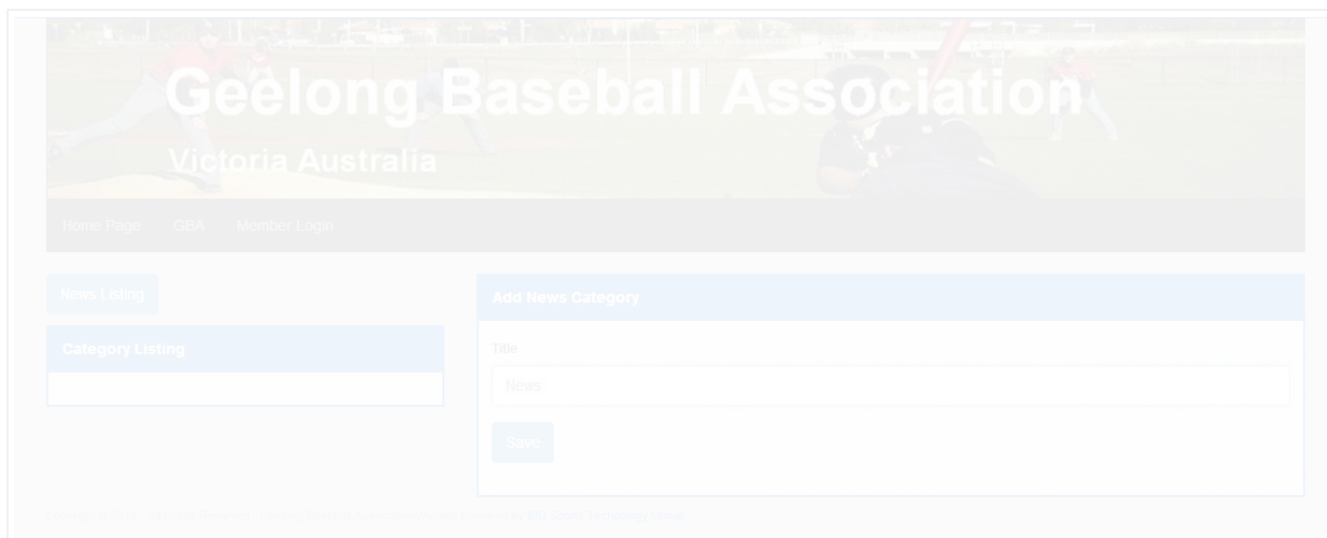 Geelong Baseball Association
Victoria Australia
Home Page GBA Member Login
News Listing
Category Listing
Add News Category
Title
News
Save